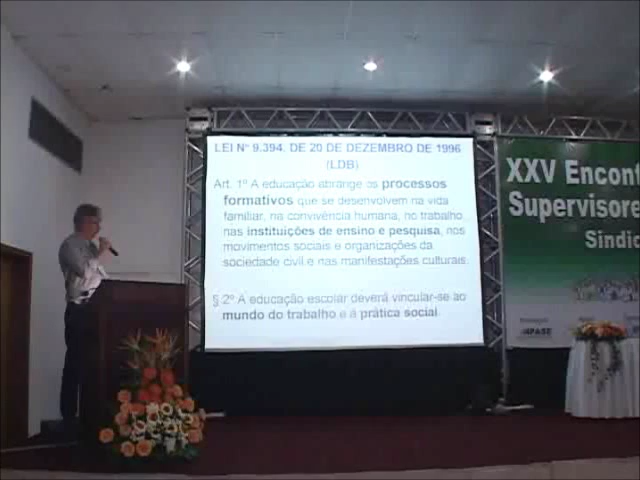 LEI Nº 9.394, DE 20 DE DEZEMBRO DE 1996
(LDB)
Art. 1º A educação abrange os processos
formativos que se desenvolvem na vida
familiar, na convivência humana, no trabalho,
nas instituições de ensino e pesquisa, nos
movimentos sociais e organizações da
sociedade civil e nas manifestações culturais.
§ 2º A educação escolar deverá vincular-se ao
mundo do trabalho e à prática social.
XXV Encont
Supervisore
Sindic
APASE